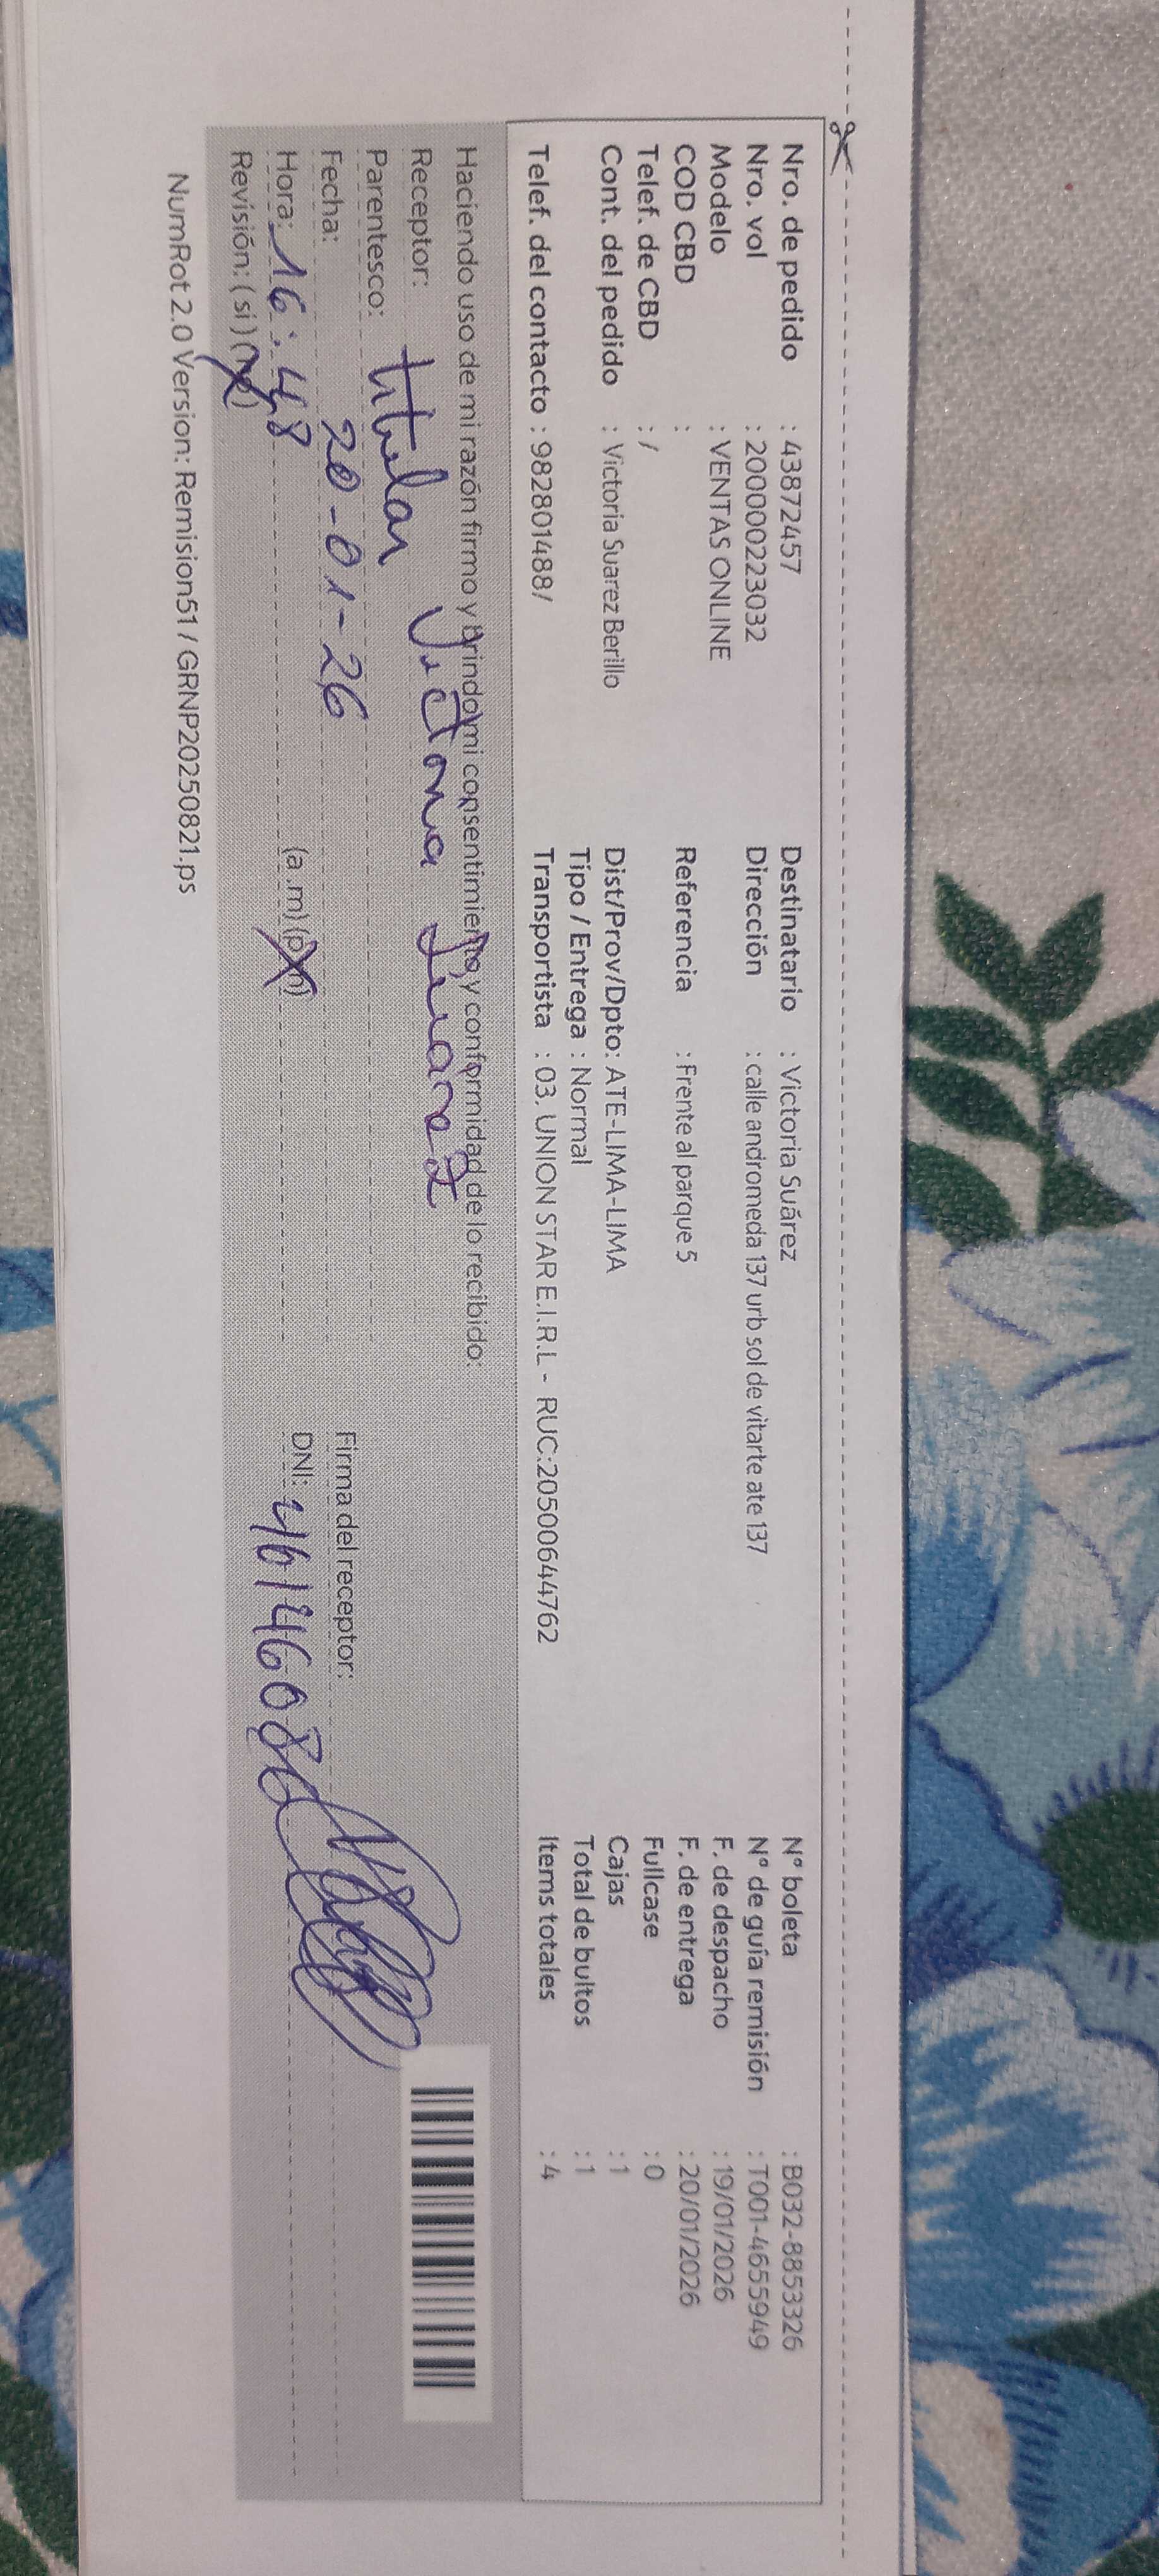 Nro. de pedido : 43872457
Nro. vol : 200000223032
Modelo : VENTAS ONLINE
COD CBD :
Telef. de CBD : /
Cont. del pedido : Victoria Suarez Berillo
Telef. del contacto : 982801488/
Destinatario : Victoria Suárez
Dirección : calle andromeda 137 urb sol de vitarte ate 137
Referencia : Frente al parque 5
Dist/Prov/Dpto: ATE-LIMA-LIMA
Tipo / Entrega : Normal
Transportista : 03. UNION STAR E.I.R.L - RUC:20500644762
N° boleta : B032-8853326
N° de guía remisión : T001-4655949
F. de despacho : 19/01/2026
F. de entrega : 20/01/2026
Fullcase : 0
Cajas : 1
Total de bultos : 1
Items totales : 4
Haciendo uso de mi razón firmo y brindo mi consentimiento y conformidad de lo recibido:
Receptor: Victoria Suarez
Parentesco: titular
Fecha: 20-01-26
Hora: 16:48 (a.m) (pm)
Revisión: ( si ) (no)
Firma del receptor:
DNI: 46146080
NumRot 2.0 Version: Remision51 / GRNP20250821.ps